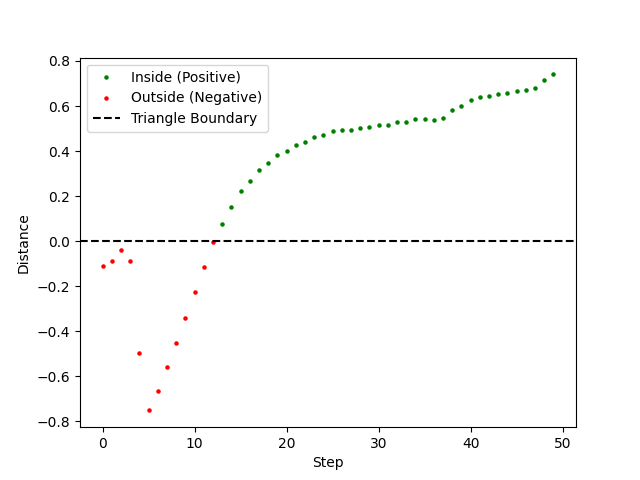 0.8
0.6
0.4
0.2
0.0
−0.2
−0.4
−0.6
−0.8
Distance
Inside (Positive)
Outside (Negative)
Triangle Boundary
0 10 20 30 40 50
Step